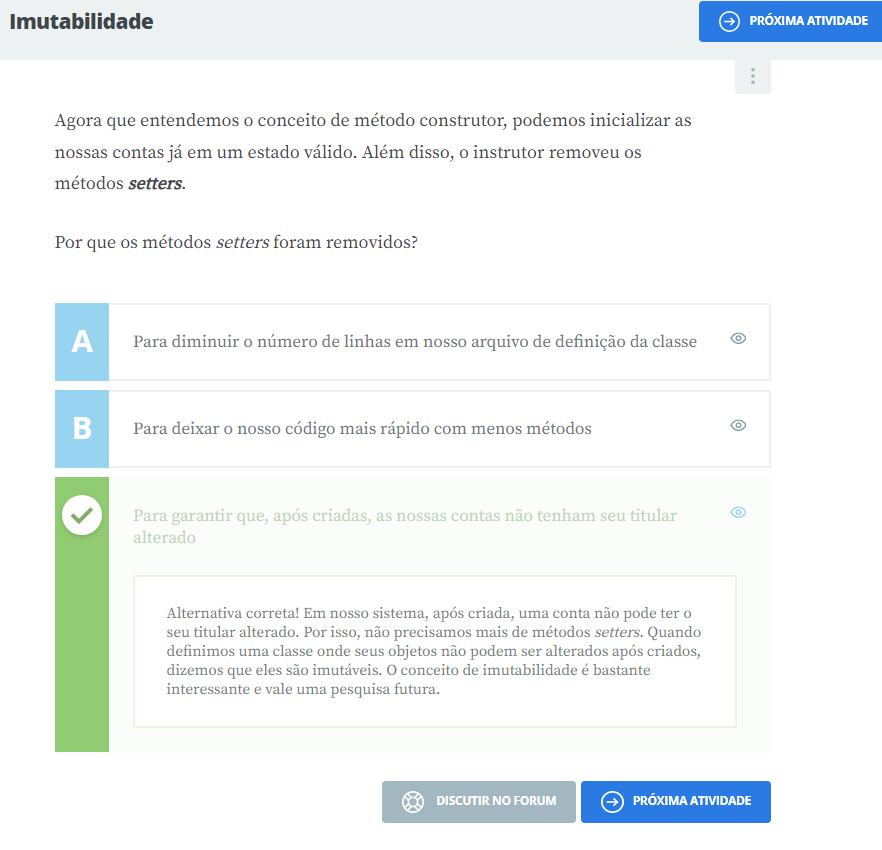 Imutabilidade
PRÓXIMA ATIVIDADE
Agora que entendemos o conceito de método construtor, podemos inicializar as
nossas contas já em um estado válido. Além disso, o instrutor removeu os
métodos setters.
Por que os métodos setters foram removidos?
A
Para diminuir o número de linhas em nosso arquivo de definição da classe
B
Para deixar o nosso código mais rápido com menos métodos
Para garantir que, após criadas, as nossas contas não tenham seu titular
alterado
Alternativa correta! Em nosso sistema, após criada, uma conta não pode ter o
seu titular alterado. Por isso, não precisamos mais de métodos setters. Quando
definimos uma classe onde seus objetos não podem ser alterados após criados,
dizemos que eles são imutáveis. O conceito de imutabilidade é bastante
interessante e vale uma pesquisa futura.
DISCUTIR NO FORUM
PRÓXIMA ATIVIDADE